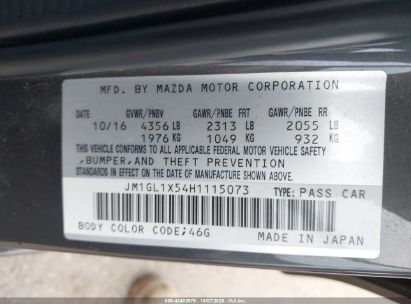 MFD. BY MAZDA MOTOR CORPORATION
GVWR/PNBV GAWR/PNBE FRT GAWR/PNBE RR
10/16 4356 LB 2313 LB 2055 LB
1976 KG 1049 KG 932 KG
THIS VEHICLE CONFORMS TO ALL APPLICABLE FEDERAL MOTOR VEHICLE SAFETY
,BUMPER,AND THEFT PREVENTION
STANDARDS IN EFFECT ON THE DATE OF MANUFACTURE SHOWN ABOVE.
JM1GL1X54H1115073 TYPE: PASS CAR
BODY COLOR CODE;46G MADE IN JAPAN